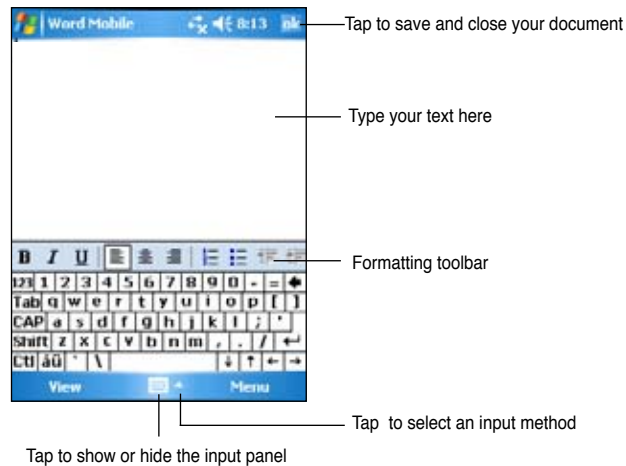 Word Mobile 8:13 ok
Tap to save and close your document
Type your text here
B I U
Formatting toolbar
123 1 2 3 4 5 6 7 8 9 0 - =
Tab q w e r t y u i o p [ ]
CAP a s d f g h j k l ; '
Shift z x c v b n m , . /
Ctl áü ` \
View Menu
Tap to select an input method
Tap to show or hide the input panel